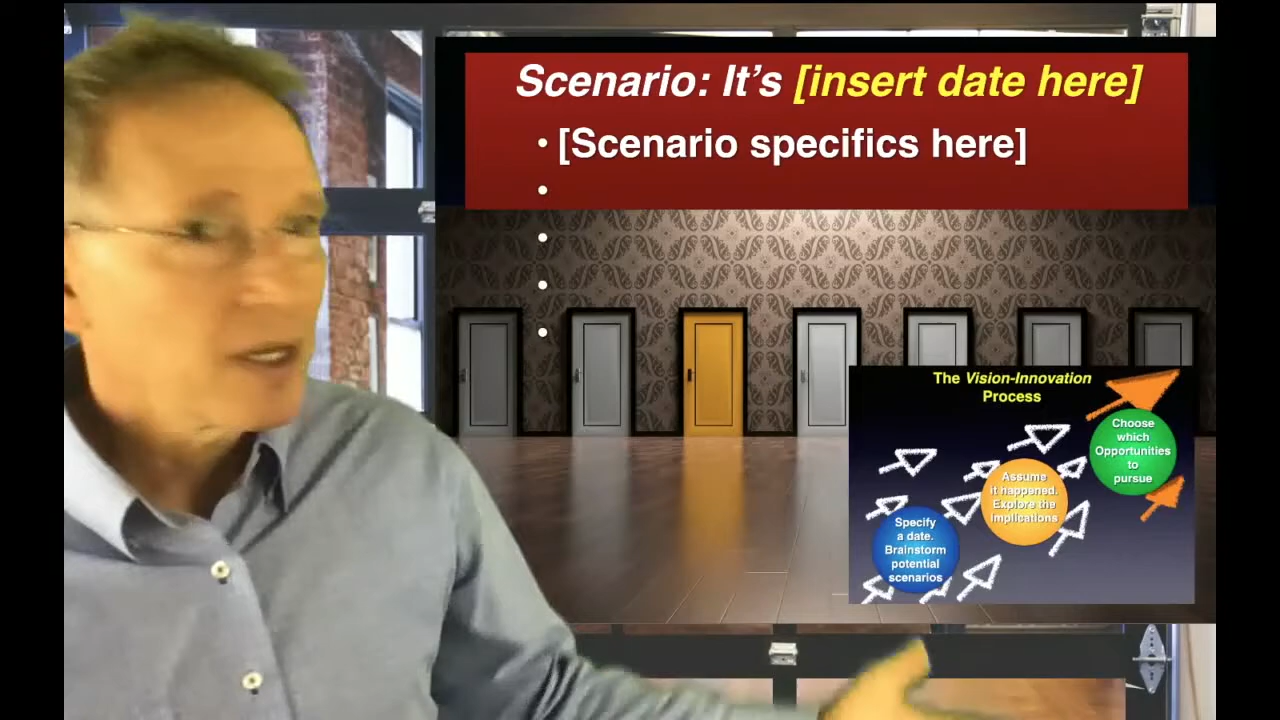 Scenario: It's [insert date here]
• [Scenario specifics here]
•
•
•
•
The Vision-Innovation
Process
Choose
which
Opportunities
to
pursue
Assume
it happened.
Explore the
implications
Specify
a date.
Brainstorm
potential
scenarios